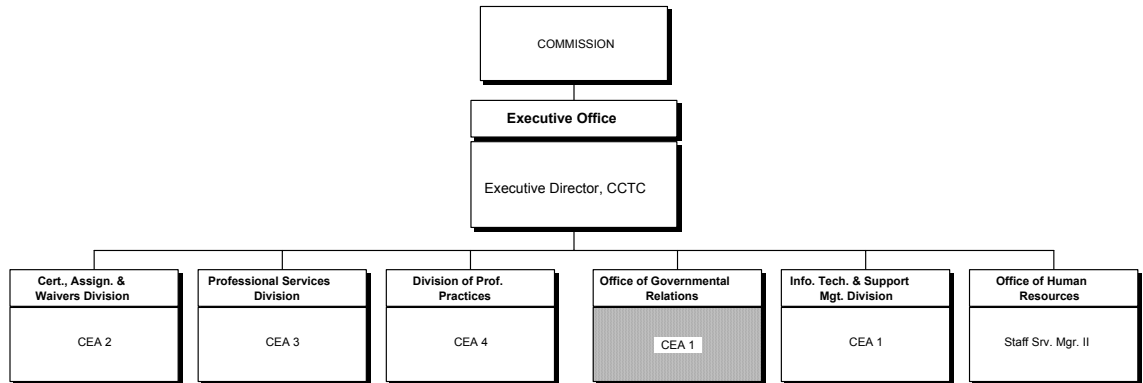 COMMISSION
Executive Office
Executive Director, CCTC
Cert., Assign. &
Waivers Division
CEA 2
Professional Services
Division
CEA 3
Division of Prof.
Practices
CEA 4
Office of Governmental
Relations
CEA 1
Info. Tech. & Support
Mgt. Division
CEA 1
Office of Human
Resources
Staff Srv. Mgr. II